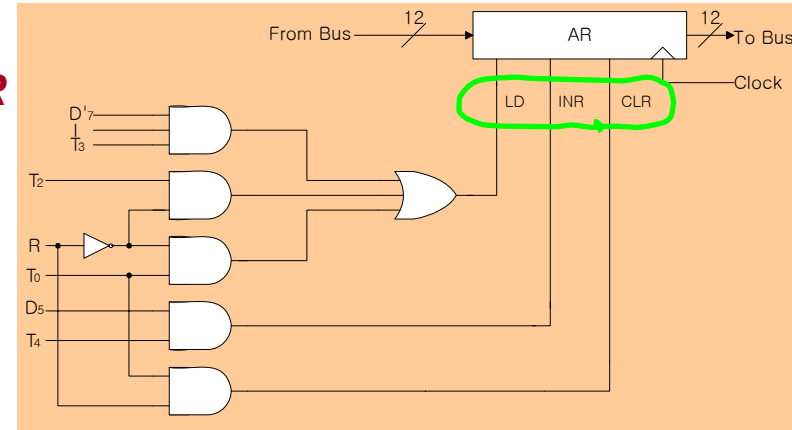 12
12
From Bus
AR
To Bus
R
LD
INR
CLR
Clock
D'7
I
T3
T2
R
T0
D5
T4